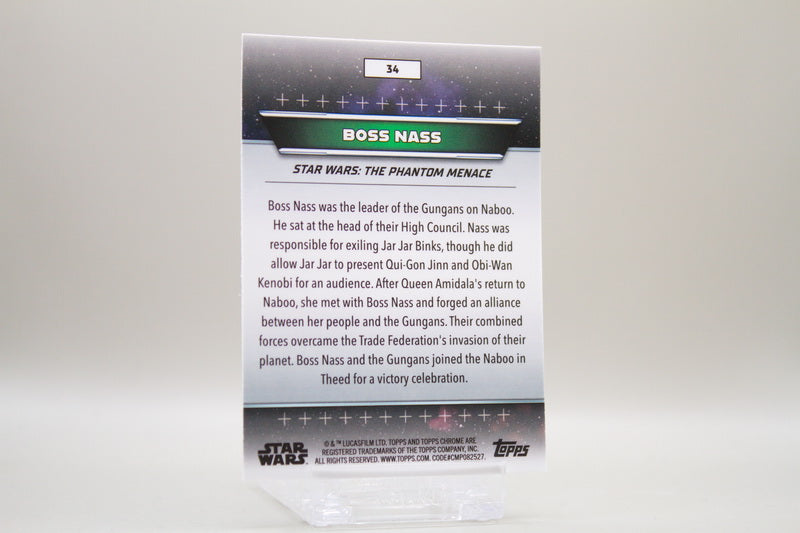 34
BOSS NASS
STAR WARS: THE PHANTOM MENACE
Boss Nass was the leader of the Gungans on Naboo.
He sat at the head of their High Council. Nass was
responsible for exiling Jar Jar Binks, though he did
allow Jar Jar to present Qui-Gon Jinn and Obi-Wan
Kenobi for an audience. After Queen Amidala's return to
Naboo, she met with Boss Nass and forged an alliance
between her people and the Gungans. Their combined
forces overcame the Trade Federation's invasion of their
planet. Boss Nass and the Gungans joined the Naboo in
Theed for a victory celebration.
STAR
WARS™
© & ™ LUCASFILM LTD. TOPPS AND TOPPS CHROME ARE
REGISTERED TRADEMARKS OF THE TOPPS COMPANY, INC.
ALL RIGHTS RESERVED. WWW.TOPPS.COM. CODE#CMP082527.
Topps